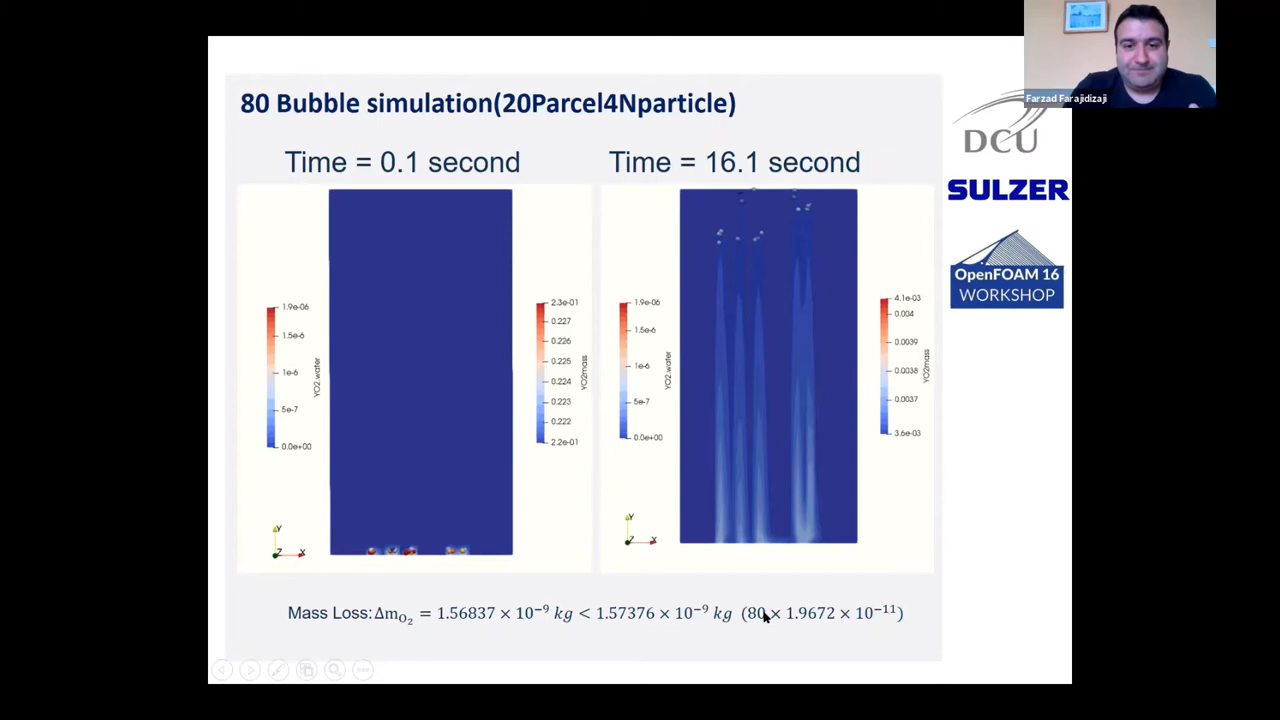 80 Bubble simulation(20Parcel4Nparticle)
Time = 0.1 second
Time = 16.1 second
1.9e-06
1.5e-6
1e-6
5e-7
0.0e+00
YO2.water
2.3e-01
0.227
0.226
0.225
0.224
0.223
0.222
2.2e-01
YO2mass
Y
Z
X
1.9e-06
1.5e-6
1e-6
5e-7
0.0e+00
YO2.water
4.1e-03
0.004
0.0039
0.0038
0.0037
3.6e-03
YO2mass
Y
Z
X
Mass Loss: Δm_O₂ = 1.56837 × 10⁻⁹ kg < 1.57376 × 10⁻⁹ kg (80 × 1.9672 × 10⁻¹¹)
Farzad Farajidizaji
DCU
SULZER
OpenFOAM 16
WORKSHOP